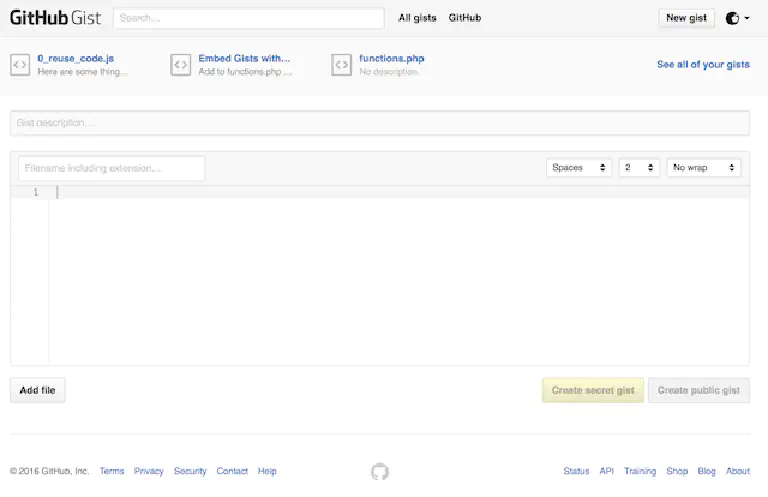 GitHub Gist Search... All gists GitHub New gist
0_reuse_code.js Embed Gists with... functions.php
Here are some thing... Add to functions.php ... No description.
See all of your gists
Gist description...
Filename including extension... Spaces 2 No wrap
1
Add file Create secret gist Create public gist
© 2016 GitHub, Inc. Terms Privacy Security Contact Help Status API Training Shop Blog About